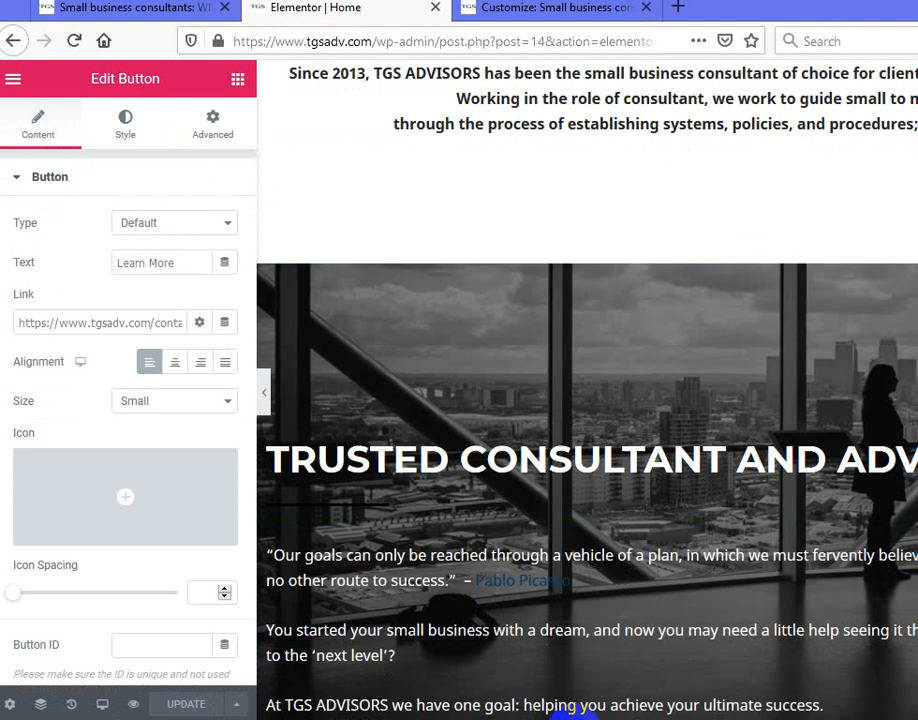 TGS Small business consultants: W
TGS Elementor | Home
TGS Customize: Small business con
https://www.tgsadv.com/wp-admin/post.php?post=14&action=elemento
Search
Edit Button
Content
Style
Advanced
Button
Type
Default
Text
Learn More
Link
https://www.tgsadv.com/conta
Alignment
Size
Small
Icon
Icon Spacing
Button ID
Please make sure the ID is unique and not used
UPDATE
Since 2013, TGS ADVISORS has been the small business consultant of choice for client
Working in the role of consultant, we work to guide small to m
through the process of establishing systems, policies, and procedures;
TRUSTED CONSULTANT AND ADV
“Our goals can only be reached through a vehicle of a plan, in which we must fervently believ
no other route to success.” – Pablo Picasso
You started your small business with a dream, and now you may need a little help seeing it th
to the ‘next level’?
At TGS ADVISORS we have one goal: helping you achieve your ultimate success.